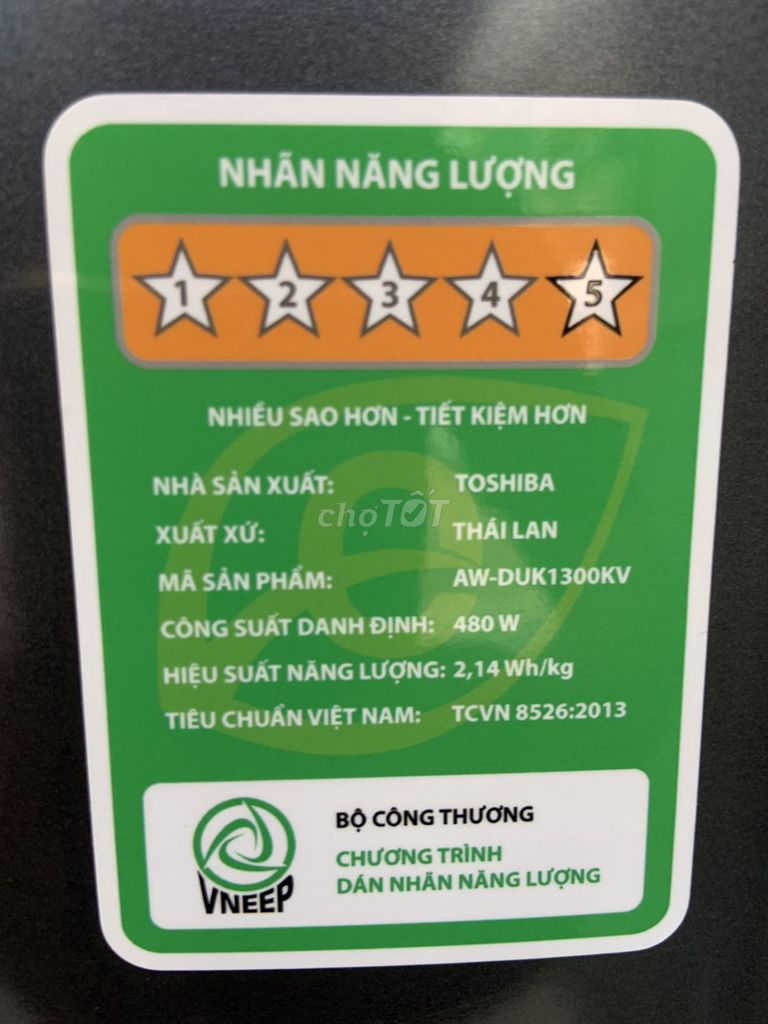 NHÃN NĂNG LƯỢNG
1 2 3 4 5
NHIỀU SAO HƠN - TIẾT KIỆM HƠN
NHÀ SẢN XUẤT: TOSHIBA
chợTỐT
XUẤT XỨ: THÁI LAN
MÃ SẢN PHẨM: AW-DUK1300KV
CÔNG SUẤT DANH ĐỊNH: 480 W
HIỆU SUẤT NĂNG LƯỢNG: 2,14 Wh/kg
TIÊU CHUẨN VIỆT NAM: TCVN 8526:2013
VNEEP
BỘ CÔNG THƯƠNG
CHƯƠNG TRÌNH
DÁN NHÃN NĂNG LƯỢNG